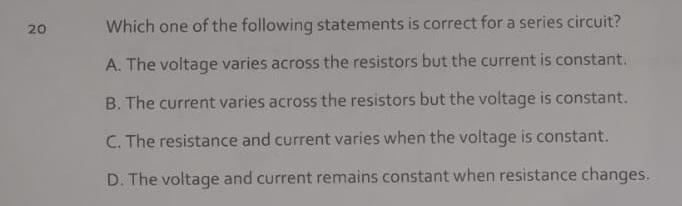 20 Which one of the following statements is correct for a series circuit?
A. The voltage varies across the resistors but the current is constant.
B. The current varies across the resistors but the voltage is constant.
C. The resistance and current varies when the voltage is constant.
D. The voltage and current remains constant when resistance changes.